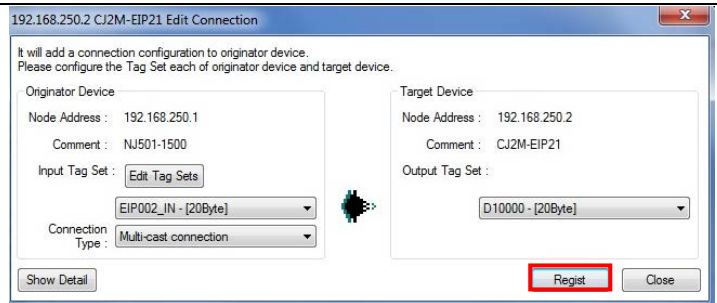 192.168.250.2 CJ2M-EIP21 Edit Connection
It will add a connection configuration to originator device.
Please configure the Tag Set each of originator device and target device.
Originator Device
Node Address : 192.168.250.1
Comment : NJ501-1500
Input Tag Set : Edit Tag Sets
EIP002_IN - [20Byte]
Connection Type : Multi-cast connection
Target Device
Node Address : 192.168.250.2
Comment : CJ2M-EIP21
Output Tag Set :
D10000 - [20Byte]
Show Detail
Regist
Close